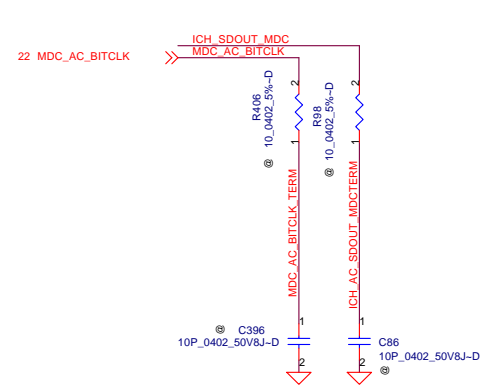 ICH_SDOUT_MDC
22 MDC_AC_BITCLK
MDC_AC_BITCLK
2
2
R406
10_0402_5%~D
R98
10_0402_5%~D
1
1
@
@
MDC_AC_BITCLK_TERM
ICH_AC_SDOUT_MDCTERM
1
1
@ C396
10P_0402_50V8J~D
C86
10P_0402_50V8J~D
2
2
@